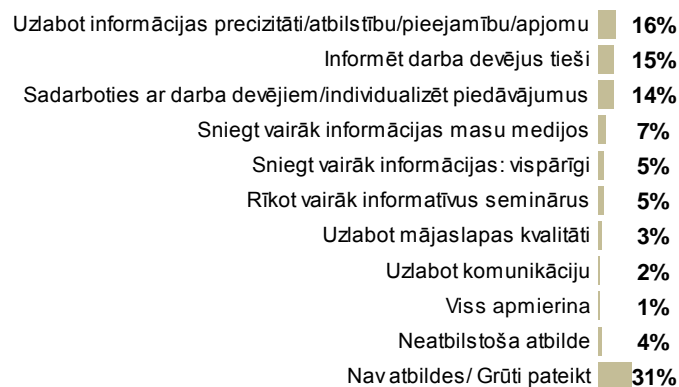 Uzlabot informācijas precizitāti/atbilstību/pieejamību/apjomu 16%
Informēt darba devējus tieši 15%
Sadarboties ar darba devējiem/individualizēt piedāvājumus 14%
Sniegt vairāk informācijas masu medijos 7%
Sniegt vairāk informācijas: vispārīgi 5%
Rīkot vairāk informatīvus seminārus 5%
Uzlabot mājaslapas kvalitāti 3%
Uzlabot komunikāciju 2%
Viss apmierina 1%
Neatbilstoša atbilde 4%
Nav atbildes/ Grūti pateikt 31%